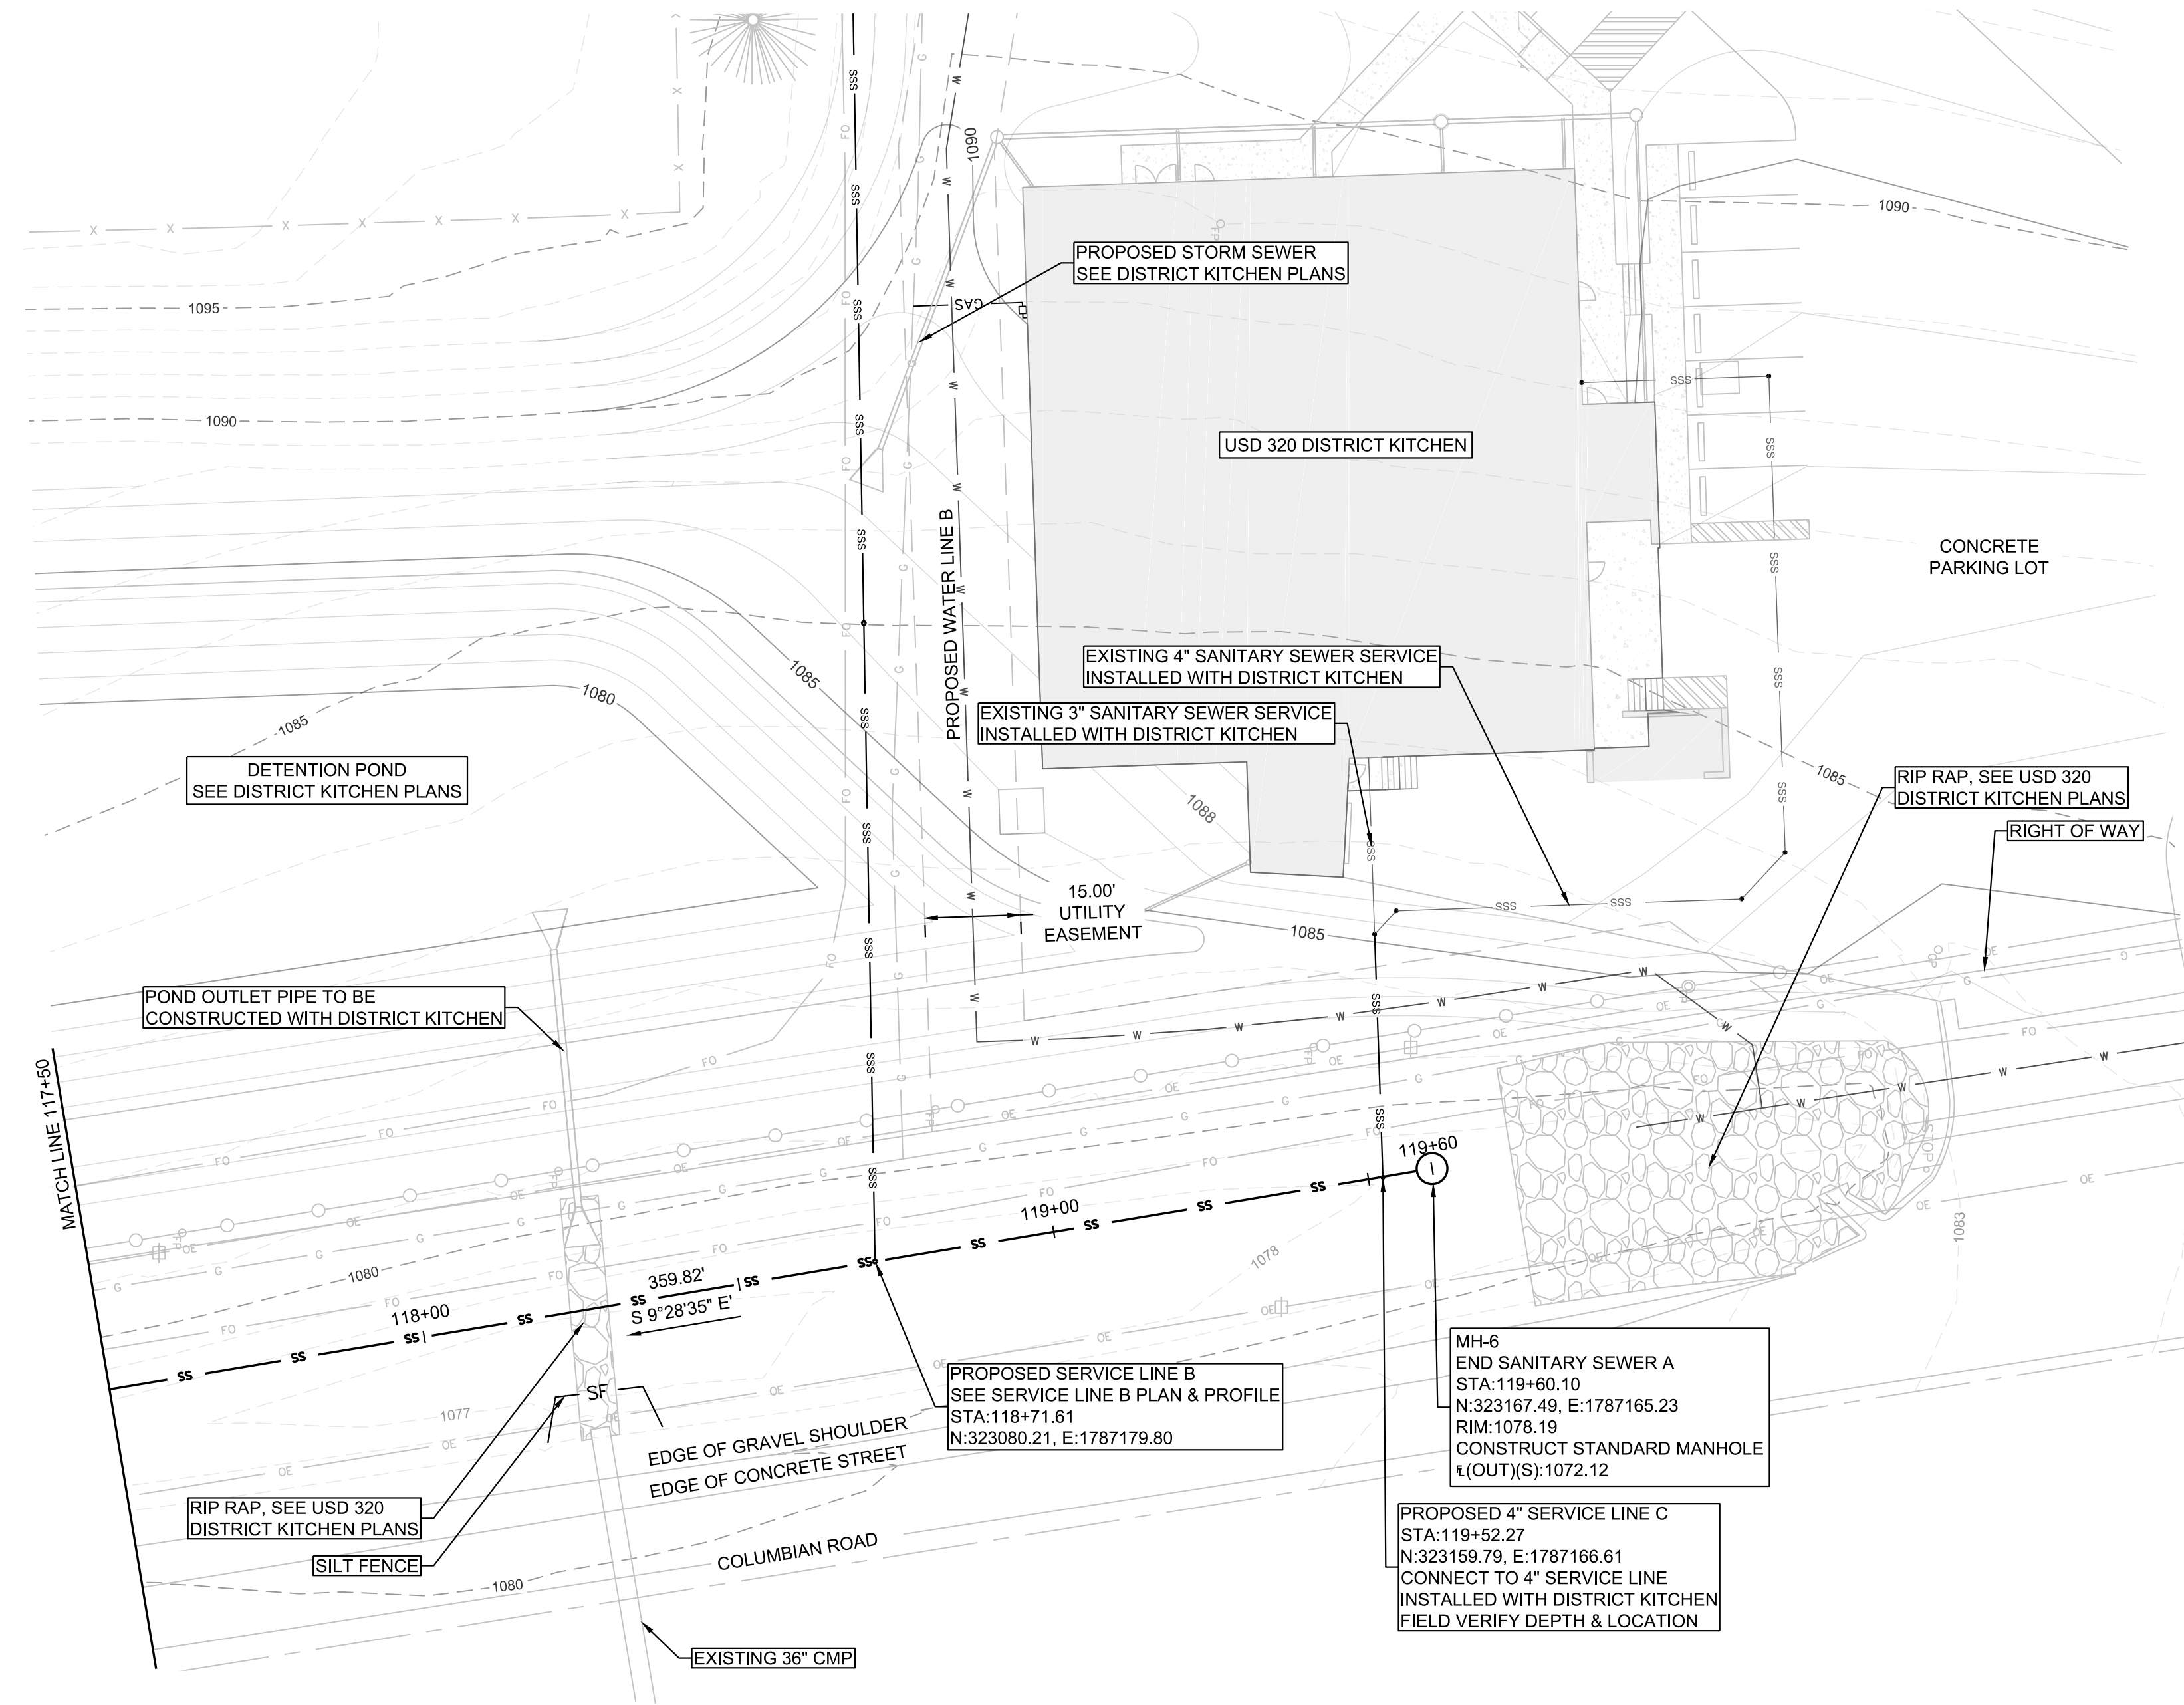 1090
1090
1095
1090
PROPOSED STORM SEWER
SEE DISTRICT KITCHEN PLANS
GAS
SSS
FO
G
W
X
USD 320 DISTRICT KITCHEN
CONCRETE
PARKING LOT
PROPOSED WATER LINE B
EXISTING 4" SANITARY SEWER SERVICE
INSTALLED WITH DISTRICT KITCHEN
EXISTING 3" SANITARY SEWER SERVICE
INSTALLED WITH DISTRICT KITCHEN
1085
1080
1085
DETENTION POND
SEE DISTRICT KITCHEN PLANS
1088
1085
RIP RAP, SEE USD 320
DISTRICT KITCHEN PLANS
RIGHT OF WAY
15.00'
UTILITY
EASEMENT
1085
POND OUTLET PIPE TO BE
CONSTRUCTED WITH DISTRICT KITCHEN
MATCH LINE 117+50
OE
STOP
119+60
119+00
118+00
359.82'
S 9°28'35" E'
SS
1080
1078
1083
1077
SF
EDGE OF GRAVEL SHOULDER
EDGE OF CONCRETE STREET
PROPOSED SERVICE LINE B
SEE SERVICE LINE B PLAN & PROFILE
STA:118+71.61
N:323080.21, E:1787179.80
MH-6
END SANITARY SEWER A
STA:119+60.10
N:323167.49, E:1787165.23
RIM:1078.19
CONSTRUCT STANDARD MANHOLE
FL(OUT)(S):1072.12
RIP RAP, SEE USD 320
DISTRICT KITCHEN PLANS
SILT FENCE
COLUMBIAN ROAD
1080
PROPOSED 4" SERVICE LINE C
STA:119+52.27
N:323159.79, E:1787166.61
CONNECT TO 4" SERVICE LINE
INSTALLED WITH DISTRICT KITCHEN
FIELD VERIFY DEPTH & LOCATION
EXISTING 36" CMP